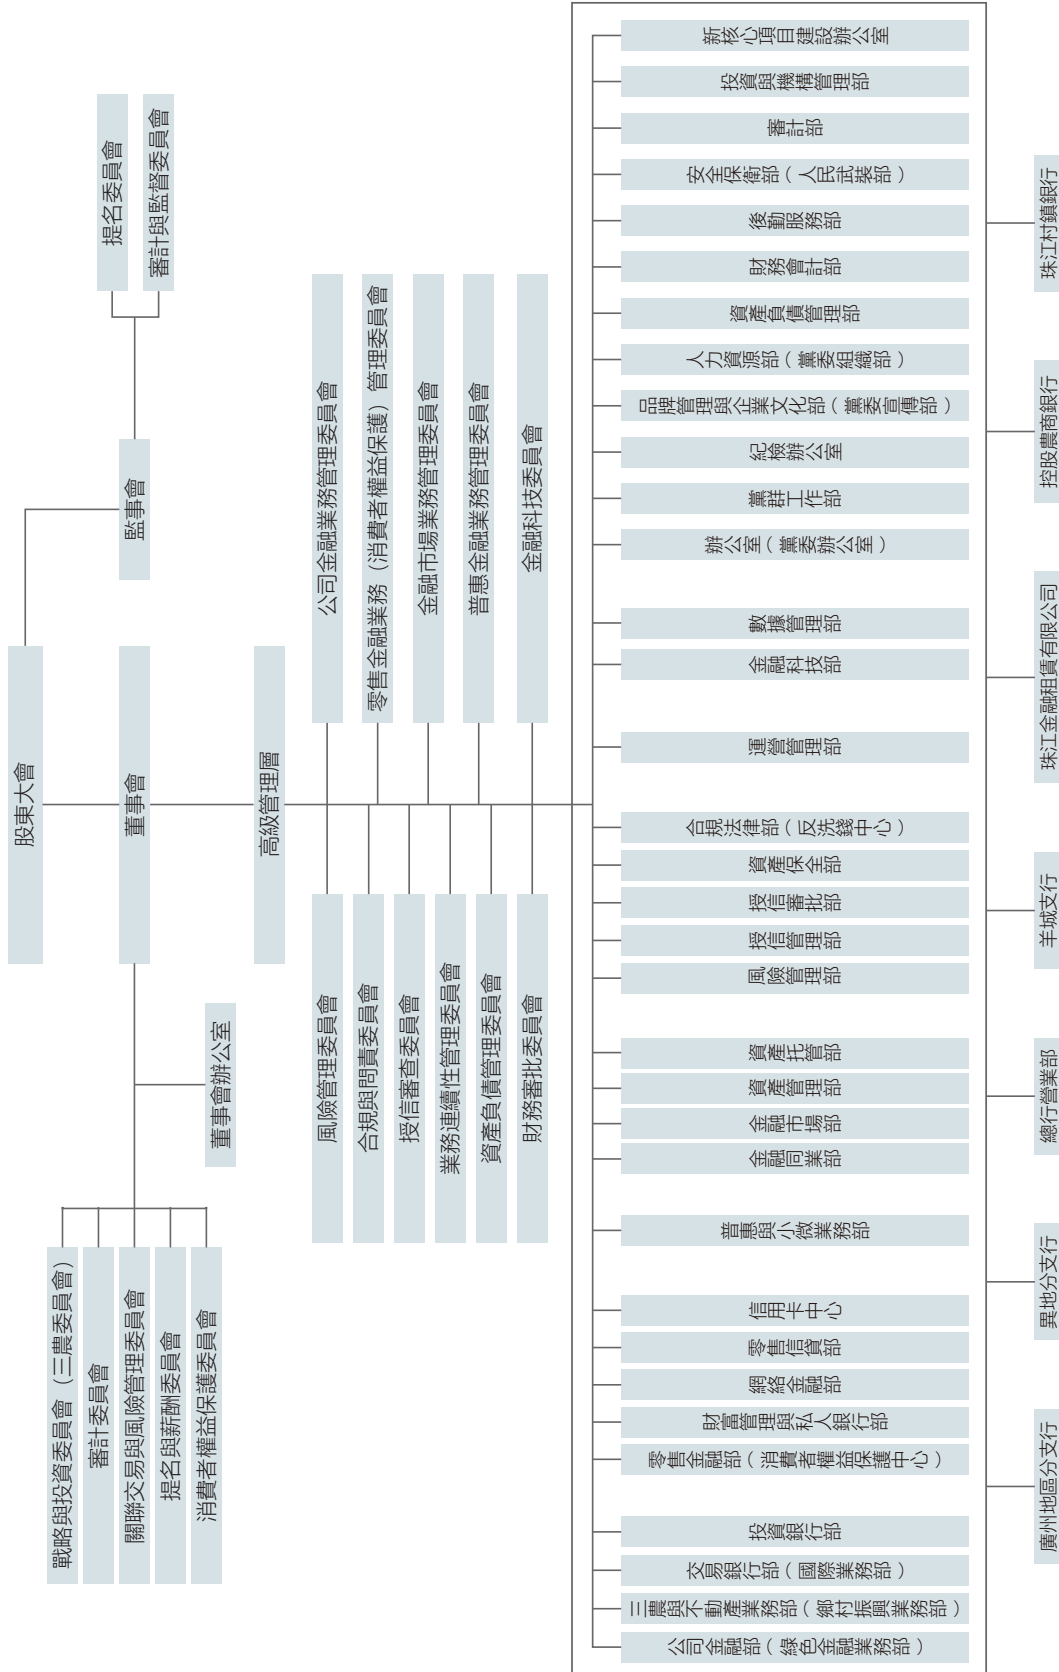 股東大會
監事會
提名委員會
審計與監督委員會
董事會
董事會辦公室
戰略與投資委員會（三農委員會）
審計委員會
關聯交易與風險管理委員會
提名與薪酬委員會
消費者權益保護委員會
高級管理層
風險管理委員會
合規與問責委員會
授信審查委員會
業務連續性管理委員會
資產負債管理委員會
財務審批委員會
公司金融業務管理委員會
零售金融業務（消費者權益保護）管理委員會
金融市場業務管理委員會
普惠金融業務管理委員會
金融科技委員會
公司金融部（綠色金融業務部）
三農與不動產業務部（鄉村振興業務部）
交易銀行部（國際業務部）
投資銀行部
零售金融部（消費者權益保護中心）
財富管理與私人銀行部
網絡金融部
零售信貸部
信用卡中心
普惠與小微業務部
金融同業部
金融市場部
資產管理部
資產托管部
風險管理部
授信管理部
授信審批部
資產保全部
合規法律部（反洗錢中心）
運營管理部
金融科技部
數據管理部
辦公室（黨委辦公室）
黨群工作部
紀檢辦公室
品牌管理與企業文化部（黨委宣傳部）
人力資源部（黨委組織部）
資產負債管理部
財務會計部
後勤服務部
安全保衛部（人民武裝部）
審計部
投資與機構管理部
新核心項目建設辦公室
廣州地區分支行
異地分支行
總行營業部
羊城支行
珠江金融租賃有限公司
控股農商銀行
珠江村鎮銀行